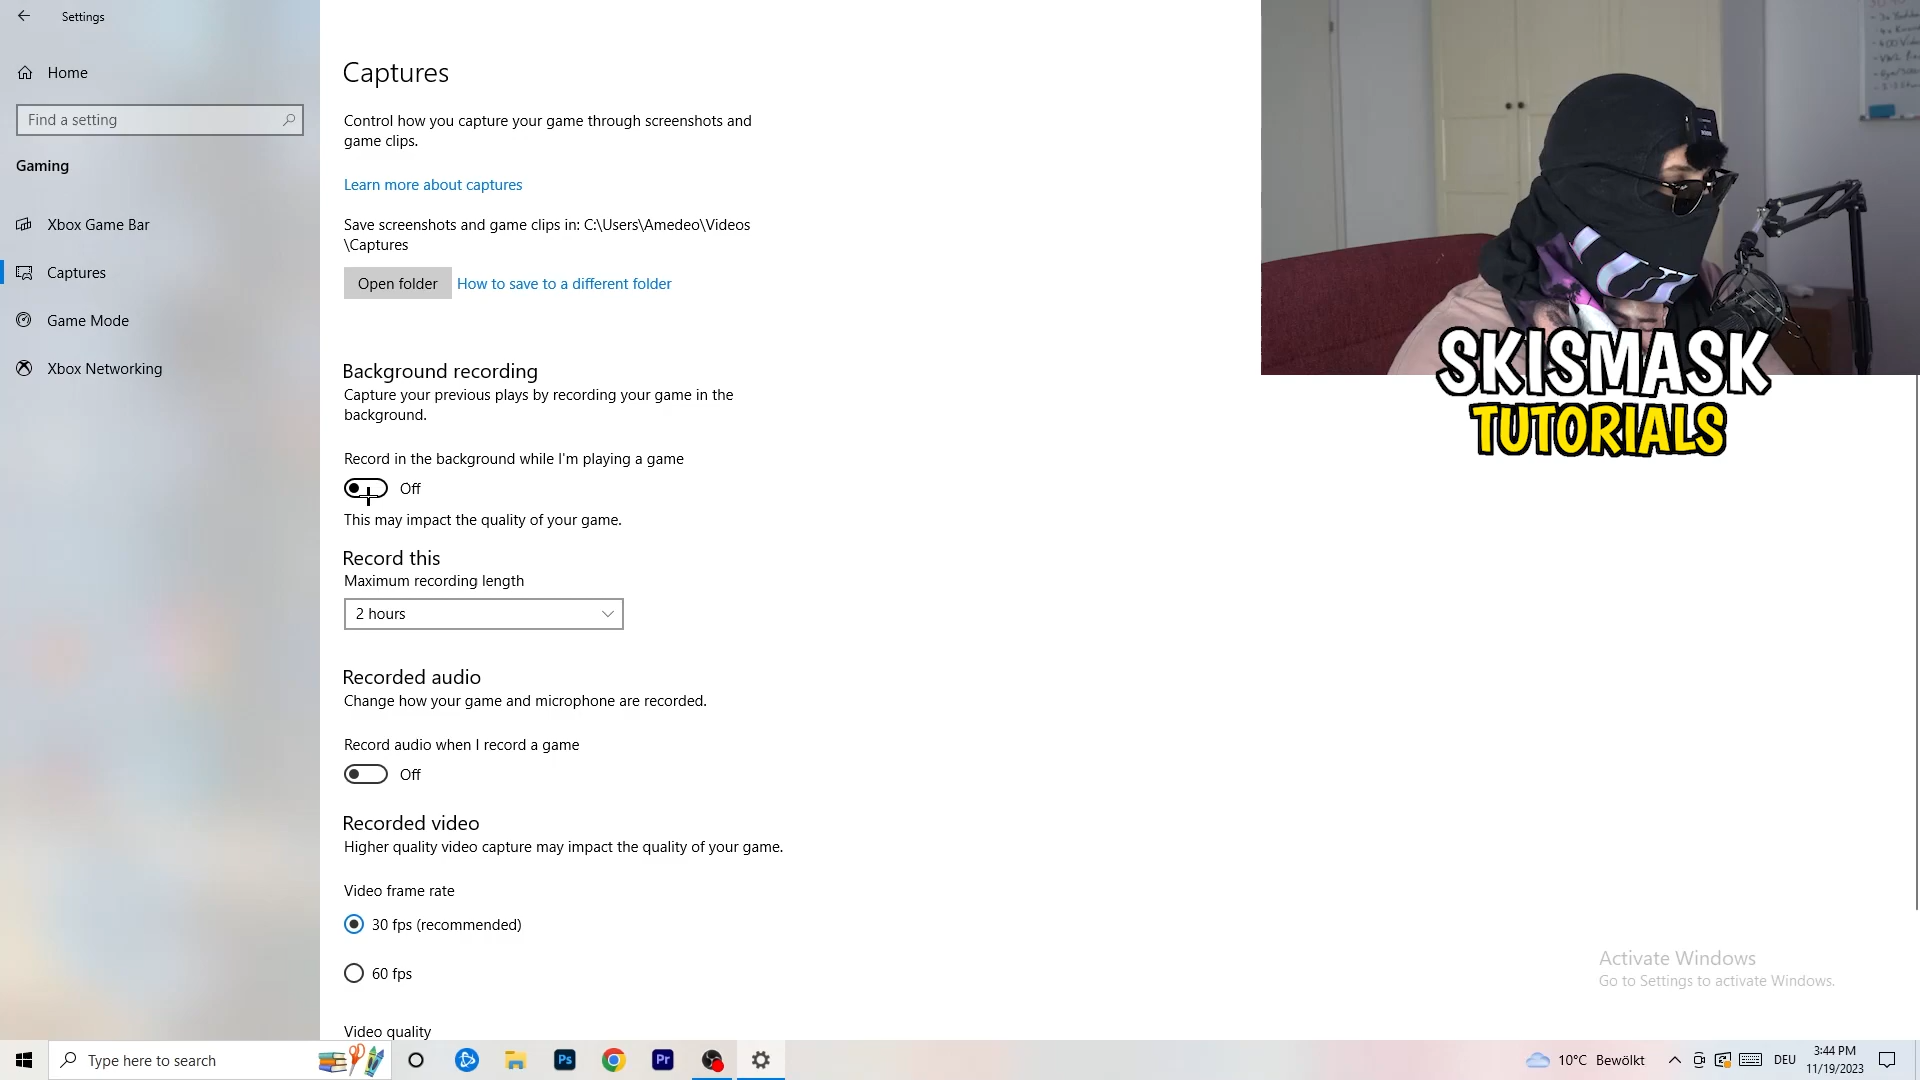 Settings
Home
Find a setting
Gaming
Xbox Game Bar
Captures
Game Mode
Xbox Networking
Captures
Control how you capture your game through screenshots and
game clips.
Learn more about captures
Save screenshots and game clips in: C:\Users\Amedeo\Videos
\Captures
Open folder
How to save to a different folder
Background recording
Capture your previous plays by recording your game in the
background.
Record in the background while I'm playing a game
Off
This may impact the quality of your game.
Record this
Maximum recording length
2 hours
Recorded audio
Change how your game and microphone are recorded.
Record audio when I record a game
Off
Recorded video
Higher quality video capture may impact the quality of your game.
Video frame rate
30 fps (recommended)
60 fps
Video quality
SKISMASK
TUTORIALS
Activate Windows
Go to Settings to activate Windows.
Type here to search
Ps
Pr
10°C Bewölkt
DEU
3:44 PM
11/19/2023